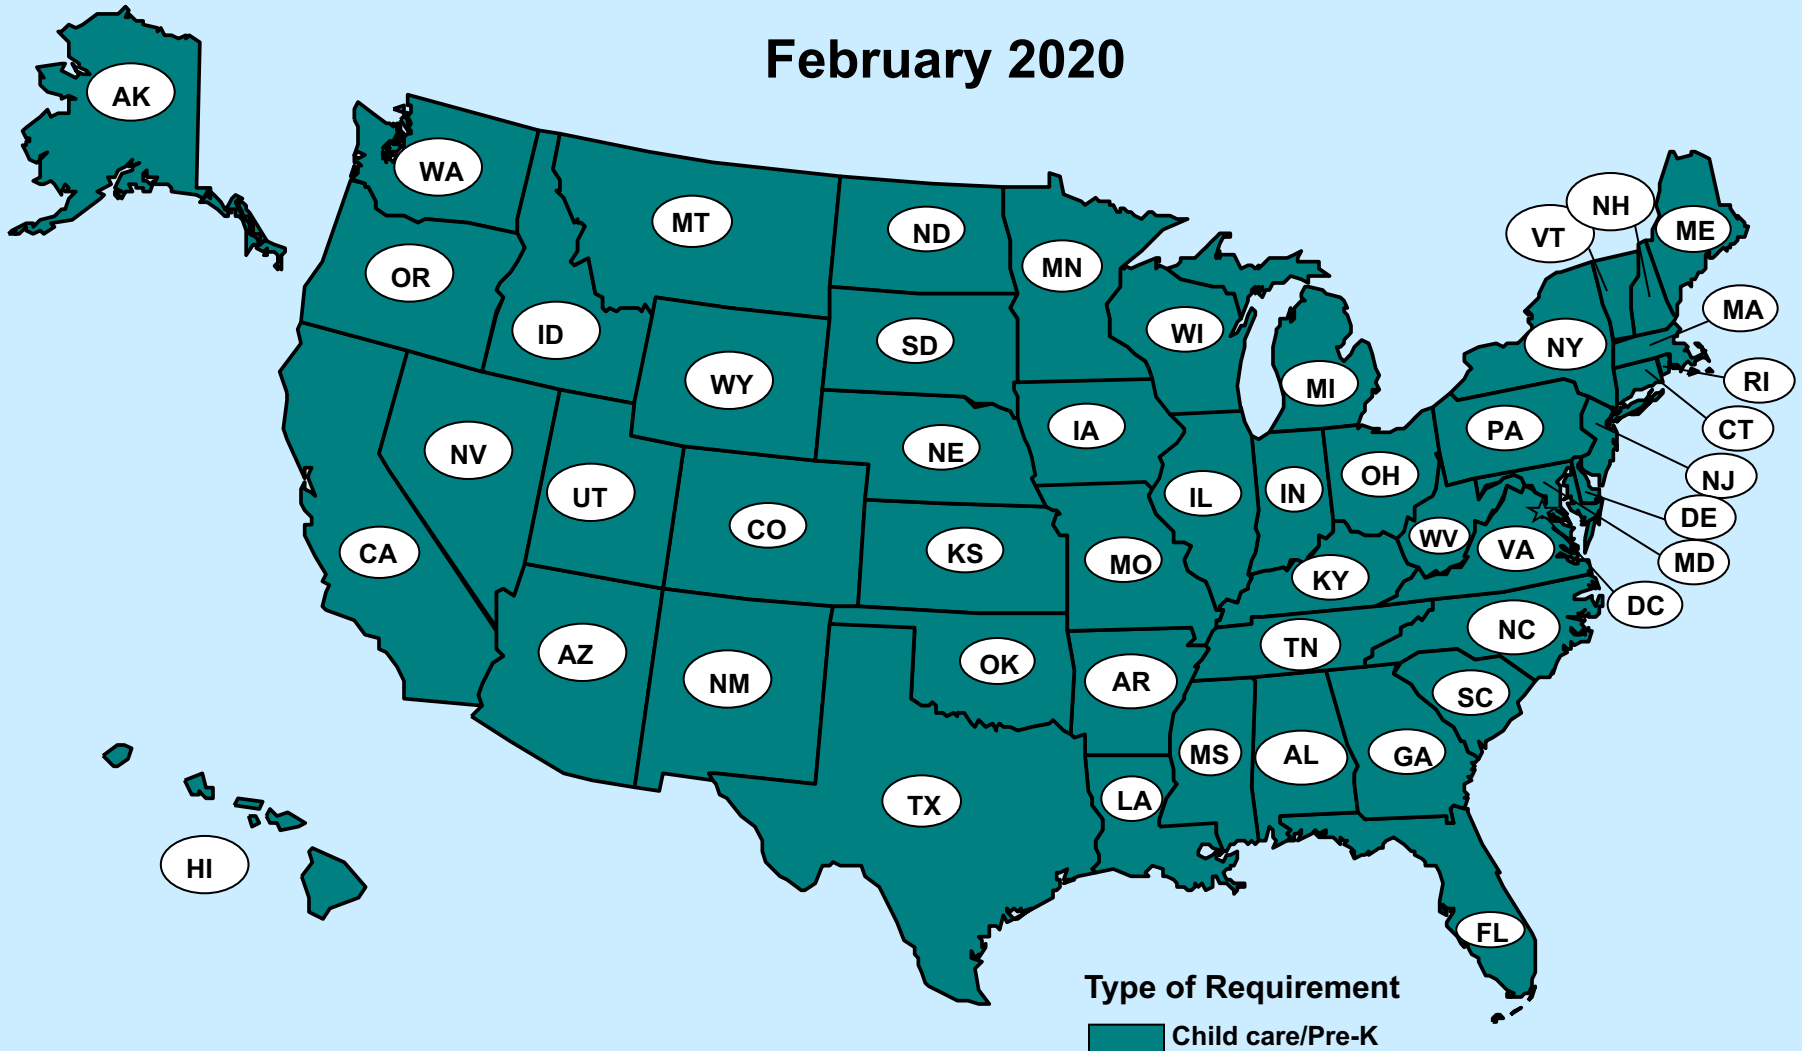 February 2020
AK
WA
MT
ND
MN
NH
VT
ME
OR
ID
SD
WI
MA
NY
WY
MI
RI
IA
PA
CT
NV
NE
UT
IL
IN
OH
NJ
CO
DE
CA
KS
MO
WV
VA
MD
KY
DC
AZ
NM
OK
AR
TN
NC
SC
MS
AL
GA
TX
LA
HI
FL
Type of Requirement
Child care/Pre-K